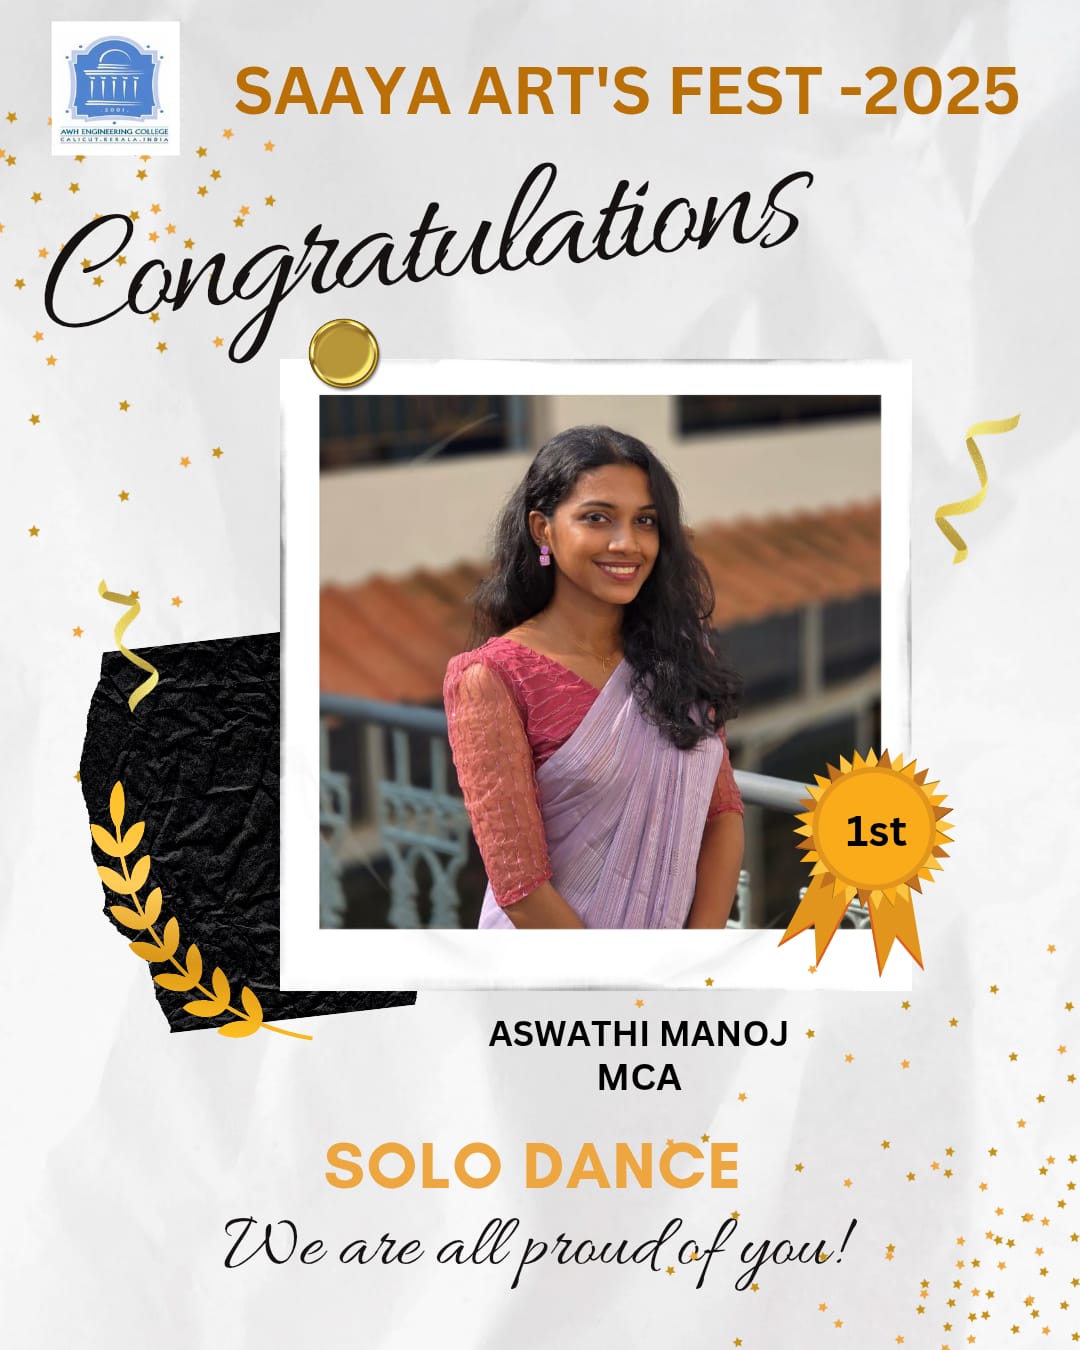 .2001.
AWH ENGINEERING COLLEGE
CALICUT.KERALA.INDIA
SAAYA ART'S FEST -2025
Congratulations
1st
ASWATHI MANOJ
MCA
SOLO DANCE
We are all proud of you!